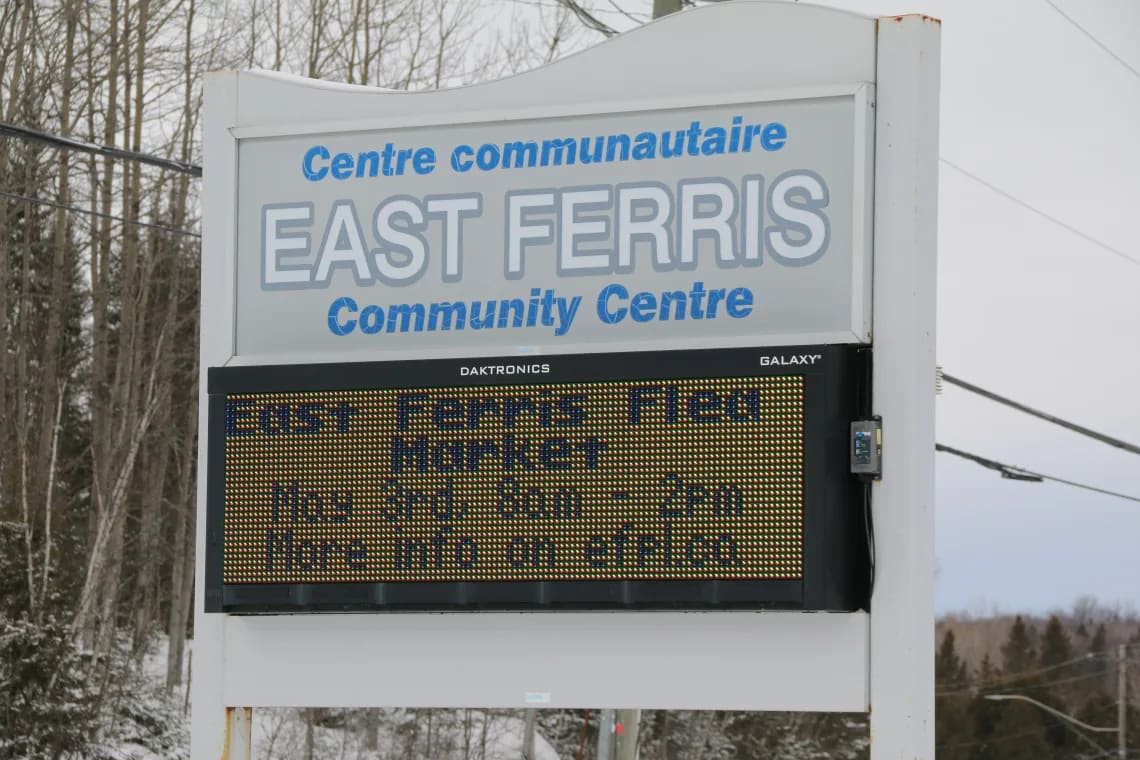 Centre communautaire
EAST FERRIS
Community Centre
DAKTRONICS
GALAXY®
East Ferris Flea
Market
May 3rd, 8am - 2pm
More info on efpl.ca